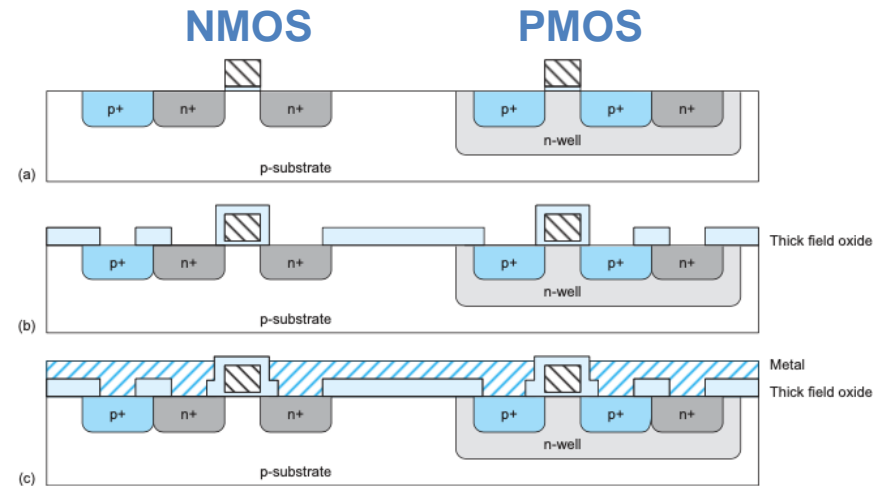 NMOS PMOS
p+ n+ n+ p+ p+ n+
n-well
p-substrate
(a)
Thick field oxide
p+ n+ n+ p+ p+ n+
n-well
p-substrate
(b)
Metal
Thick field oxide
p+ n+ n+ p+ p+ n+
n-well
p-substrate
(c)